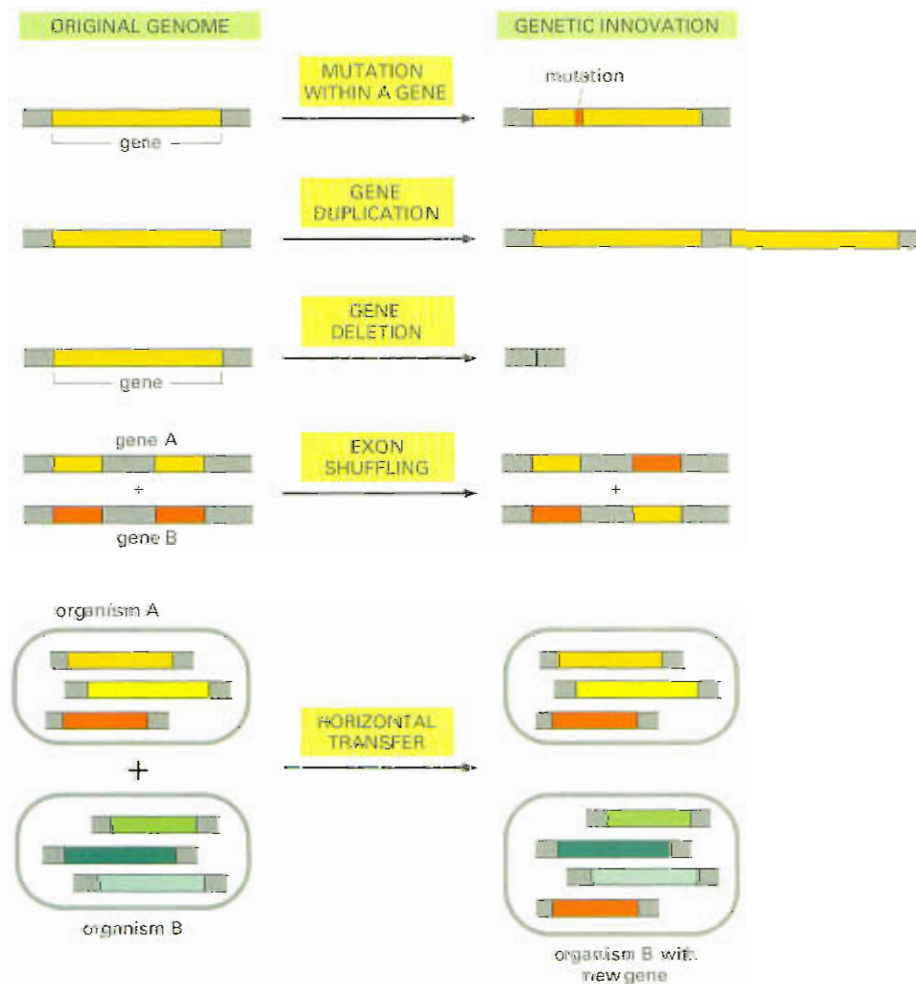 ORIGINAL GENOME
GENETIC INNOVATION
MUTATION
WITHIN A GENE
mutation
gene
GENE
DUPLICATION
GENE
DELETION
gene
gene A
EXON
SHUFFLING
+
+
gene B
organism A
HORIZONTAL
TRANSFER
+
organism B
organism B with
new gene